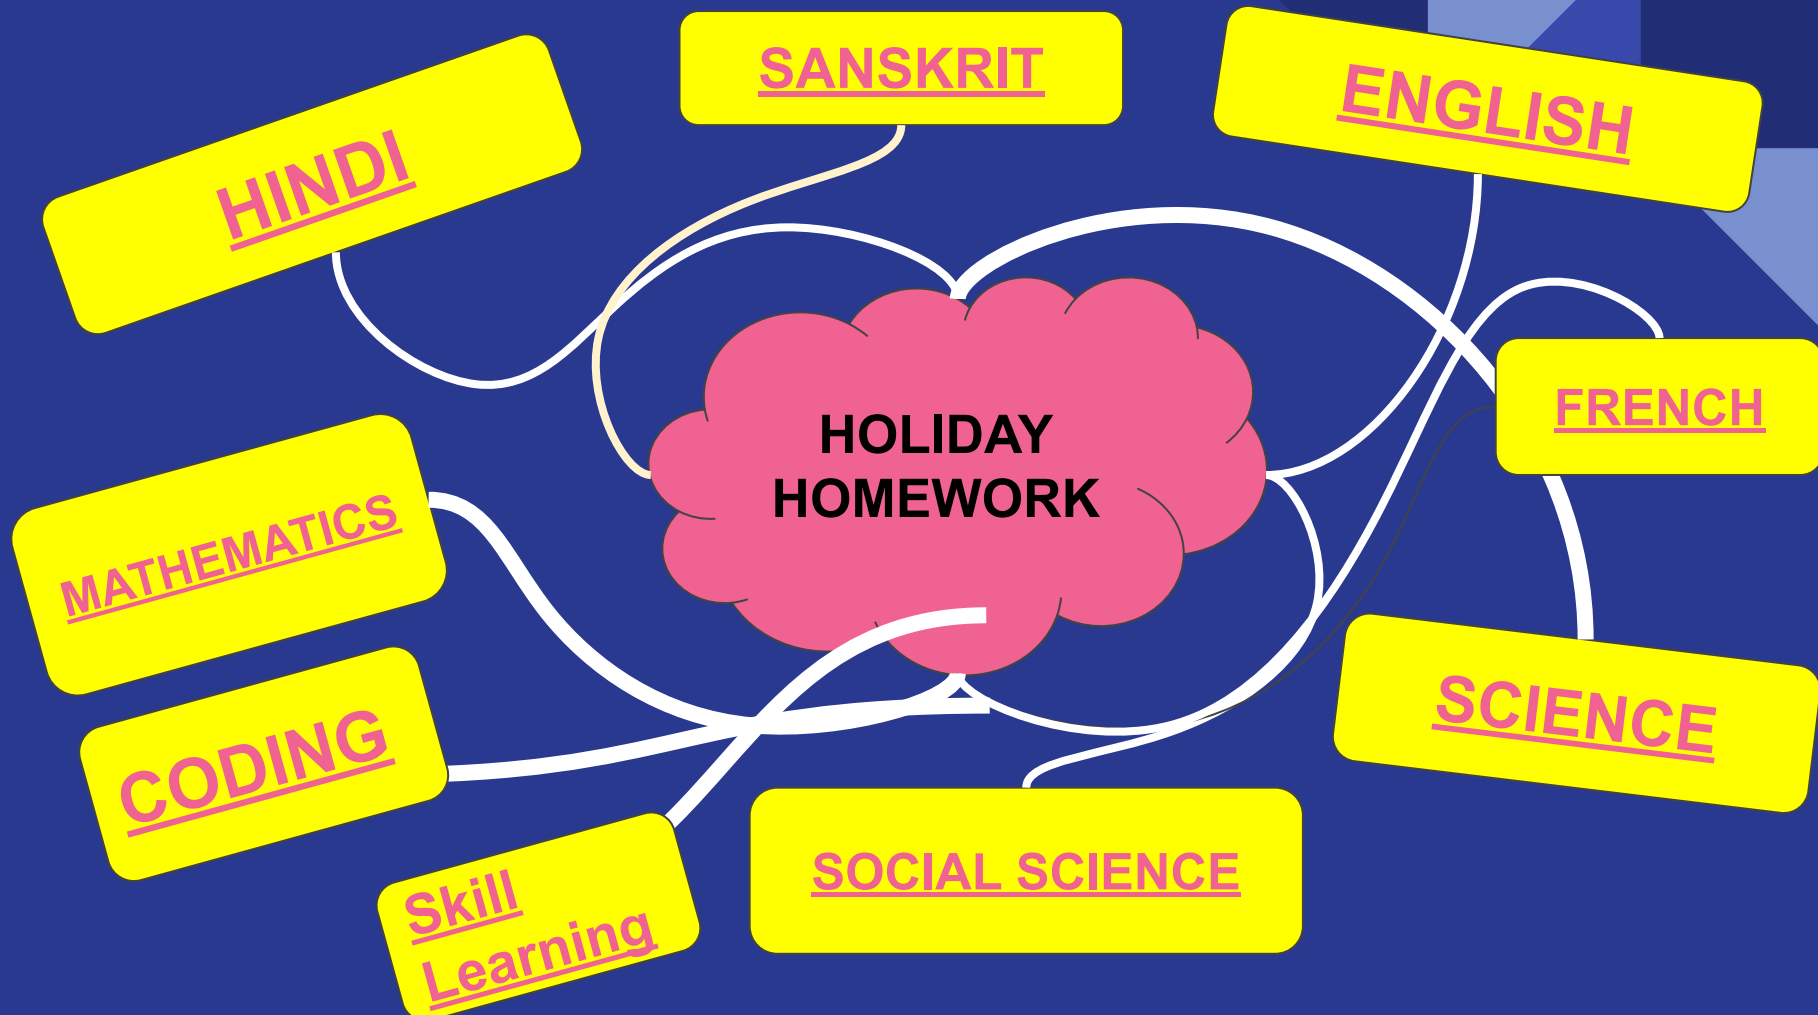 SANSKRIT
ENGLISH
HINDI
FRENCH
HOLIDAY
HOMEWORK
MATHEMATICS
SCIENCE
CODING
SOCIAL SCIENCE
Skill
Learning